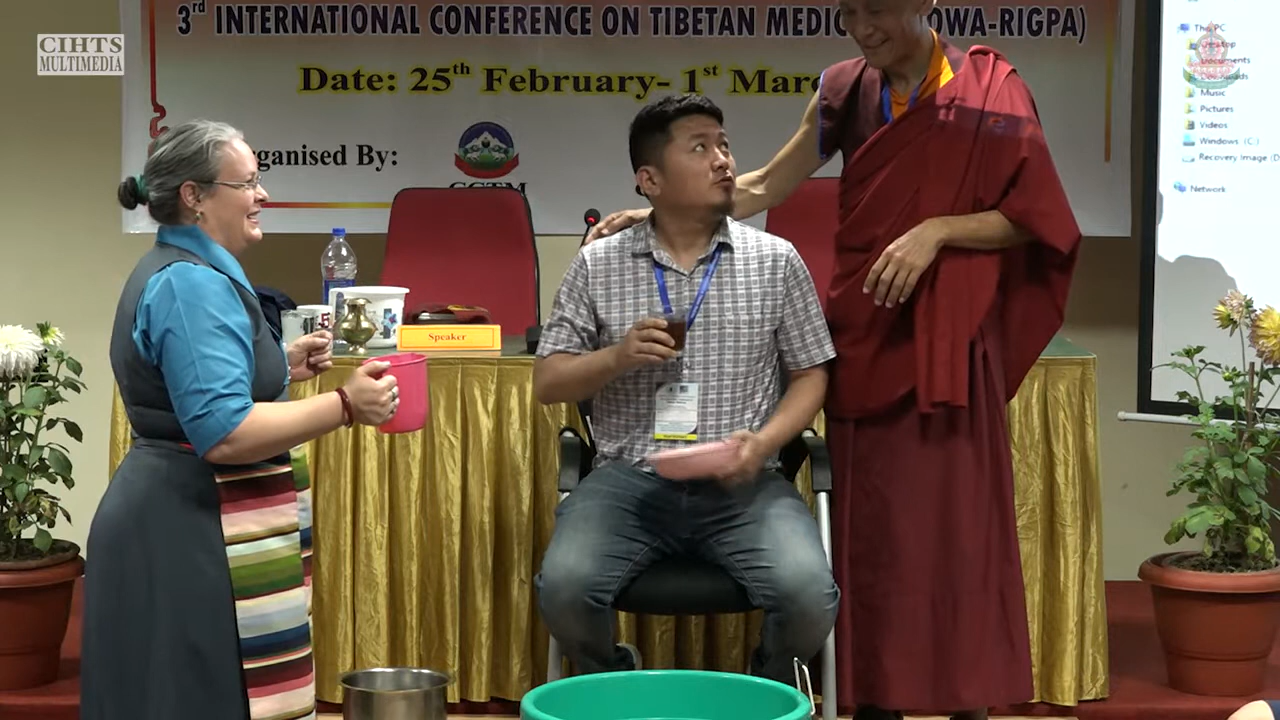 CIHTS
MULTIMEDIA
3rd INTERNATIONAL CONFERENCE ON TIBETAN MEDIC OWA-RIGPA)
Date: 25th February- 1st Marc
rganised By:
CCTM
Speaker
This PC
Desktop
Documents
Downloads
Music
Pictures
Videos
Windows (C:)
Recovery Image (D
Network